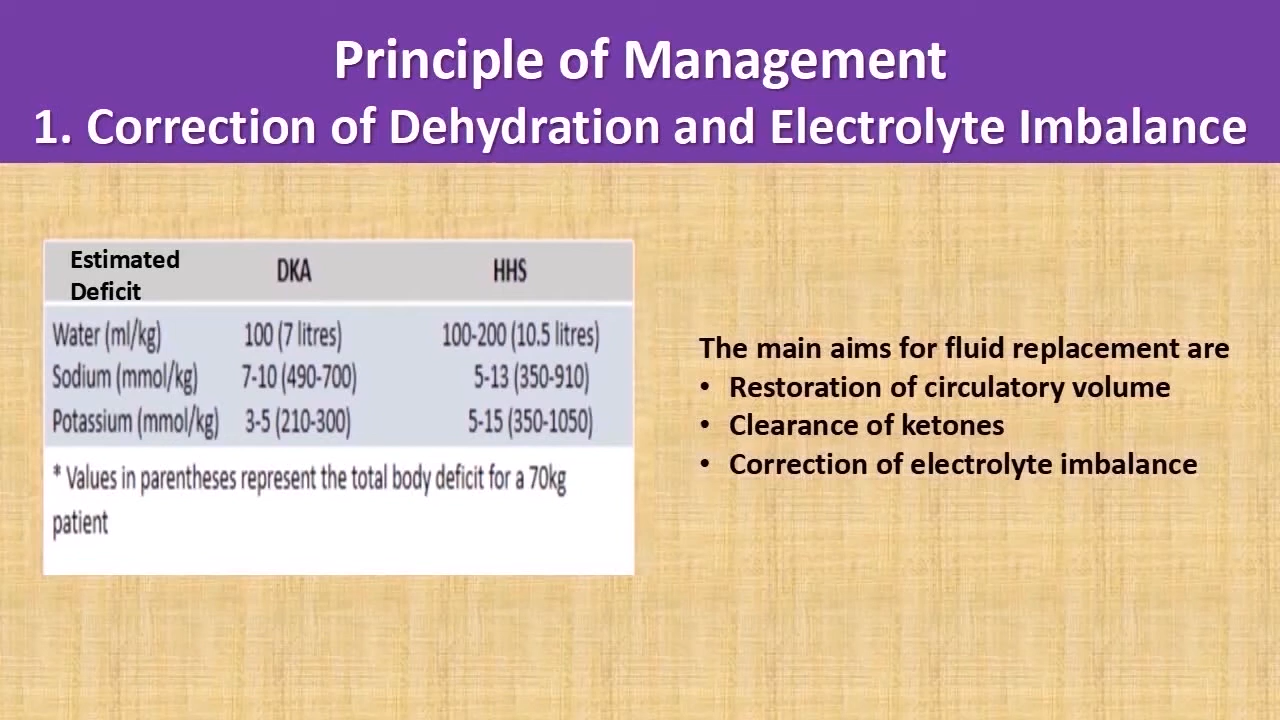 Principle of Management
1. Correction of Dehydration and Electrolyte Imbalance
Estimated Deficit DKA HHS
Water (ml/kg) 100 (7 litres) 100-200 (10.5 litres)
Sodium (mmol/kg) 7-10 (490-700) 5-13 (350-910)
Potassium (mmol/kg) 3-5 (210-300) 5-15 (350-1050)
* Values in parentheses represent the total body deficit for a 70kg
patient
The main aims for fluid replacement are
• Restoration of circulatory volume
• Clearance of ketones
• Correction of electrolyte imbalance